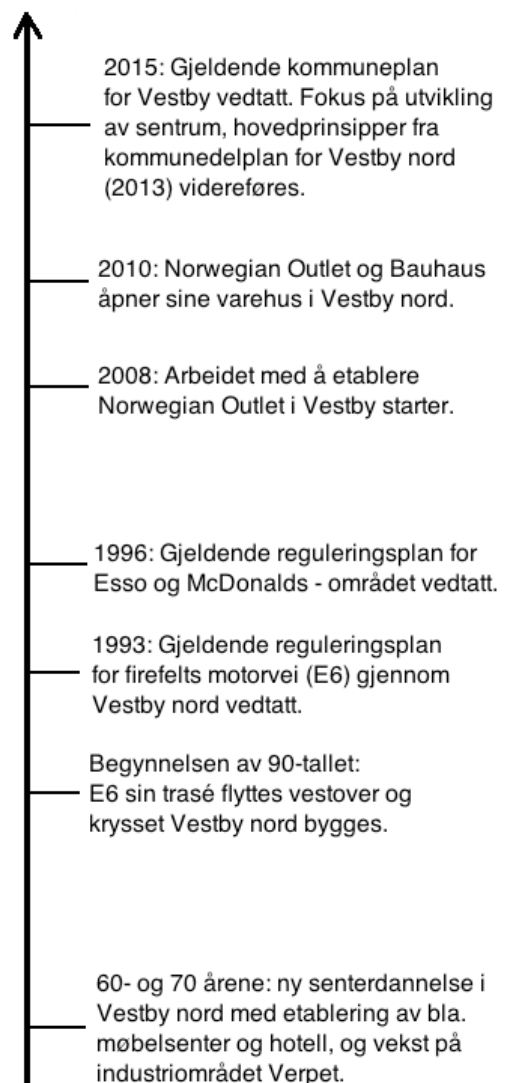 2015: Gjeldende kommuneplan
for Vestby vedtatt. Fokus på utvikling
av sentrum, hovedprinsipper fra
kommunedelplan for Vestby nord
(2013) videreføres.
2010: Norwegian Outlet og Bauhaus
åpner sine varehus i Vestby nord.
2008: Arbeidet med å etablere
Norwegian Outlet i Vestby starter.
1996: Gjeldende reguleringsplan for
Esso og McDonalds - området vedtatt.
1993: Gjeldende reguleringsplan
for firefelts motorvei (E6) gjennom
Vestby nord vedtatt.
Begynnelsen av 90-tallet:
E6 sin trasé flyttes vestover og
krysset Vestby nord bygges.
60- og 70 årene: ny senterdannelse i
Vestby nord med etablering av bla.
møbelsenter og hotell, og vekst på
industriområdet Verpet.